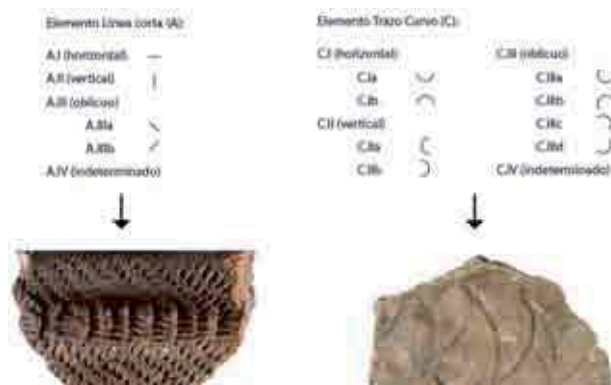 Elemento Línea corta (A):
A.I (horizontal)
A.II (vertical)
A.III (oblicuo)
A.IIIa
A.IIIb
A.IV (indeterminado)
Elemento Trazo Curvo (C):
C.I (horizontal)
C.Ia
C.Ib
C.II (vertical)
C.IIa
C.IIb
C.III (oblicuo)
C.IIIa
C.IIIb
C.IIIc
C.IIId
C.IV (indeterminado)